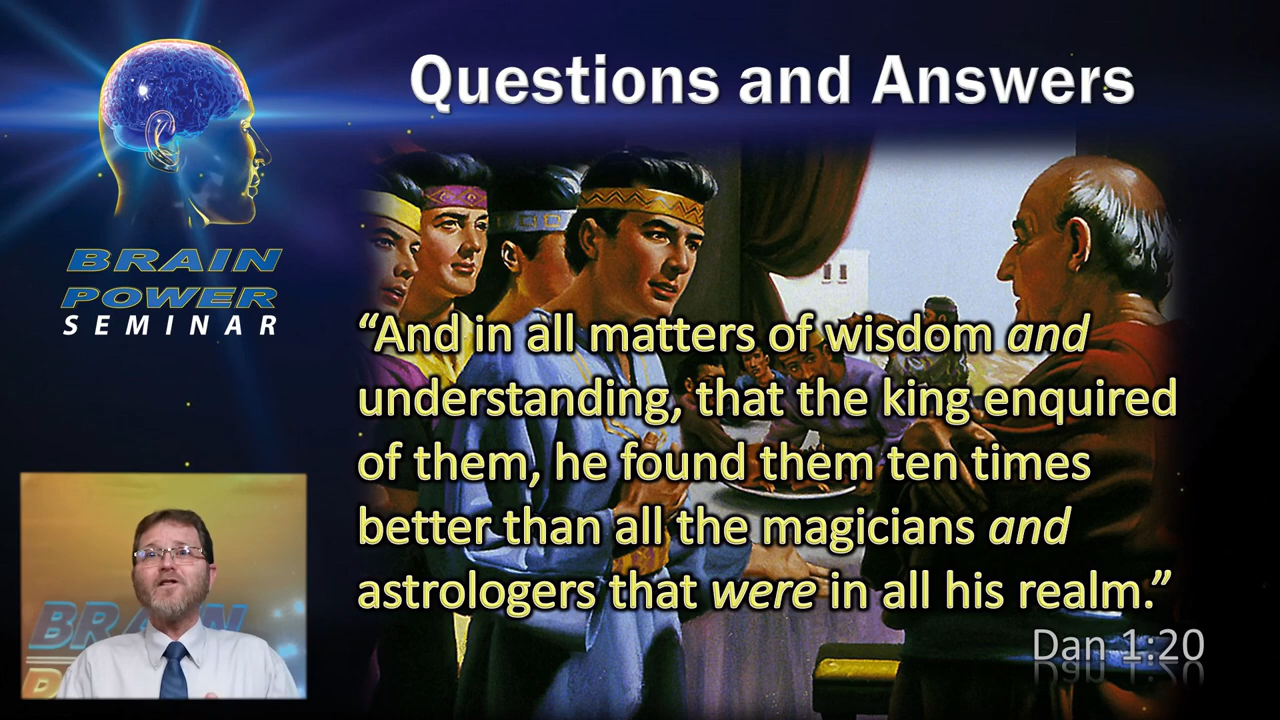 Questions and Answers
BRAIN
POWER
SEMINAR
“And in all matters of wisdom and
understanding, that the king enquired
of them, he found them ten times
better than all the magicians and
astrologers that were in all his realm.”
Dan 1:20